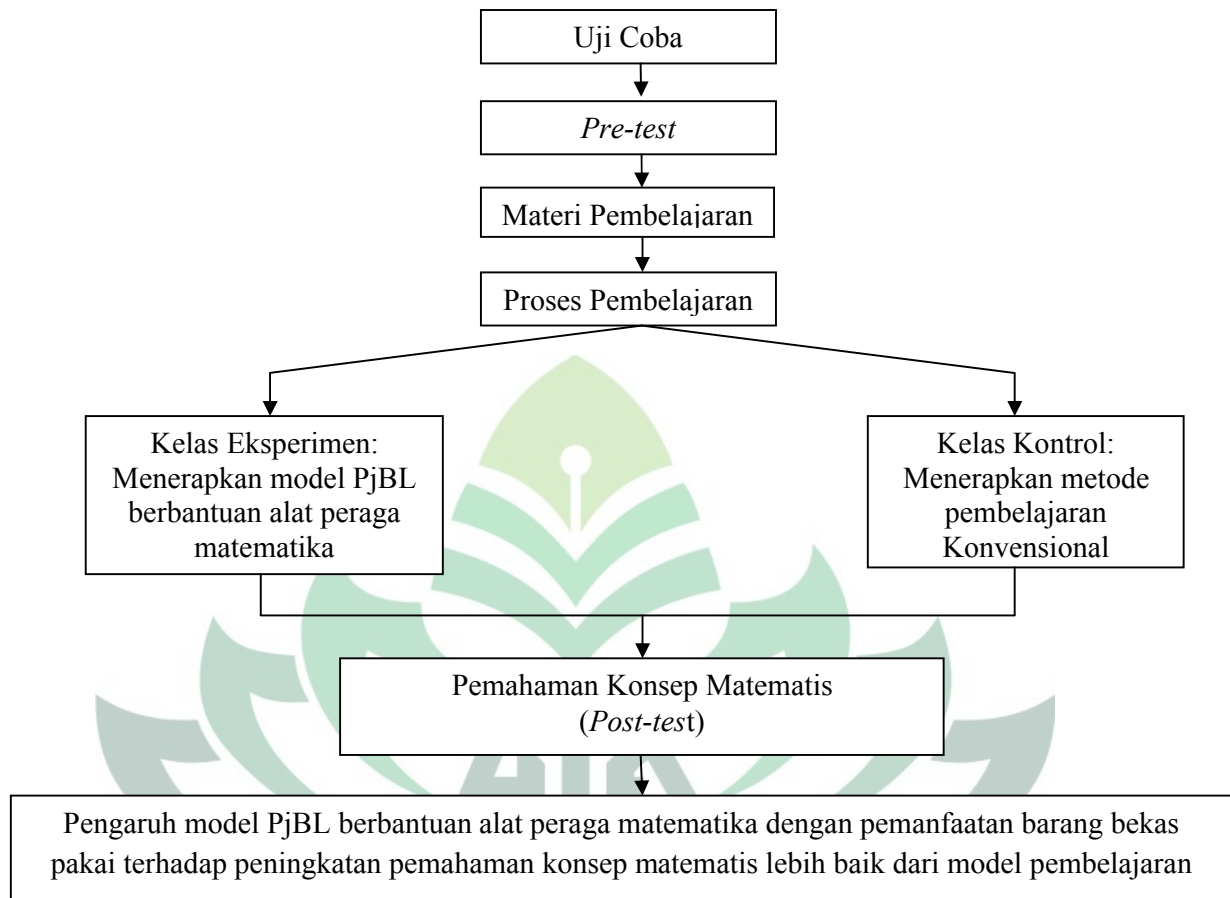 Uji Coba
Pre-test
Materi Pembelajaran
Proses Pembelajaran
Kelas Eksperimen:
Menerapkan model PjBL
berbantuan alat peraga
matematika
Kelas Kontrol:
Menerapkan metode
pembelajaran
Konvensional
Pemahaman Konsep Matematis
(Post-test)
Pengaruh model PjBL berbantuan alat peraga matematika dengan pemanfaatan barang bekas
pakai terhadap peningkatan pemahaman konsep matematis lebih baik dari model pembelajaran